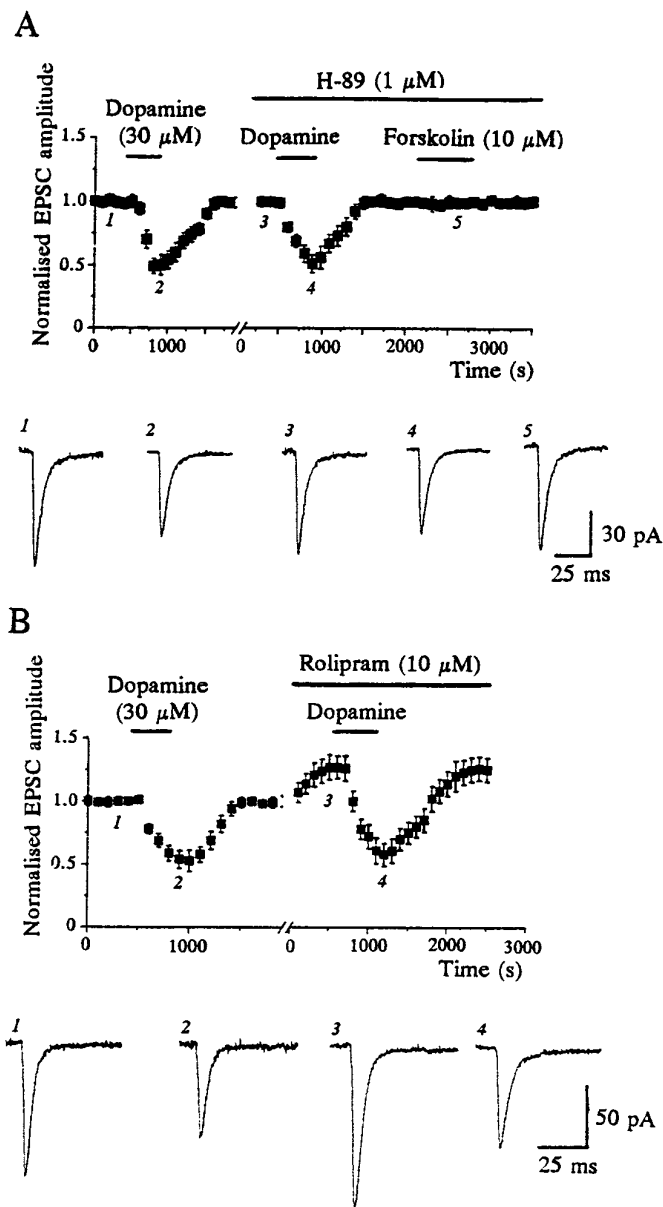 A
H-89 (1 μM)
Dopamine
(30 μM)
Dopamine
Forskolin (10 μM)
Normalised EPSC amplitude
1.5
1.0
0.5
0
1
2
3
4
5
0
1000
0
1000
2000
3000
Time (s)
1
2
3
4
5
30 pA
25 ms
B
Rolipram (10 μM)
Dopamine
(30 μM)
Dopamine
Normalised EPSC amplitude
1.5
1.0
0.5
0
1
2
3
4
0
1000
0
1000
2000
3000
Time (s)
1
2
3
4
50 pA
25 ms